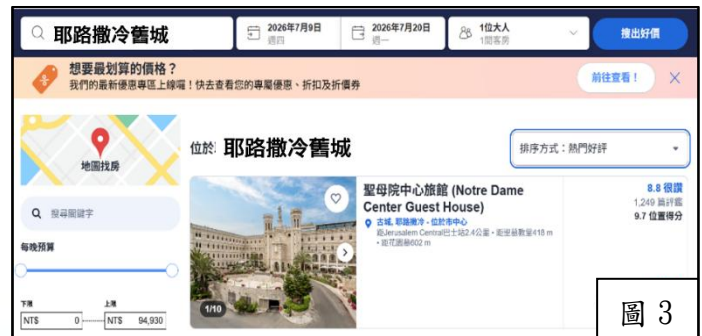 耶路撒冷舊城
2026年7月9日
週四
2026年7月20日
週一
1位大人
1間客房
搜出好價
想要最划算的價格？
我們的最新優惠專區上線囉！快去查看您的專屬優惠、折扣及折價券
前往查看！
地圖找房
位於 耶路撒冷舊城
排序方式：熱門好評
搜尋關鍵字
聖母院中心旅館 (Notre Dame
Center Guest House)
古城, 耶路撒冷 - 位於市中心
距Jerusalem Central巴士站2.4公里・距聖墓教堂418 m
・距花園墓602 m
8.8 很讚
1,249 篇評鑑
9.7 位置得分
每晚預算
下限
上限
NT$ 0
NT$ 94,930
1/10
圖 3